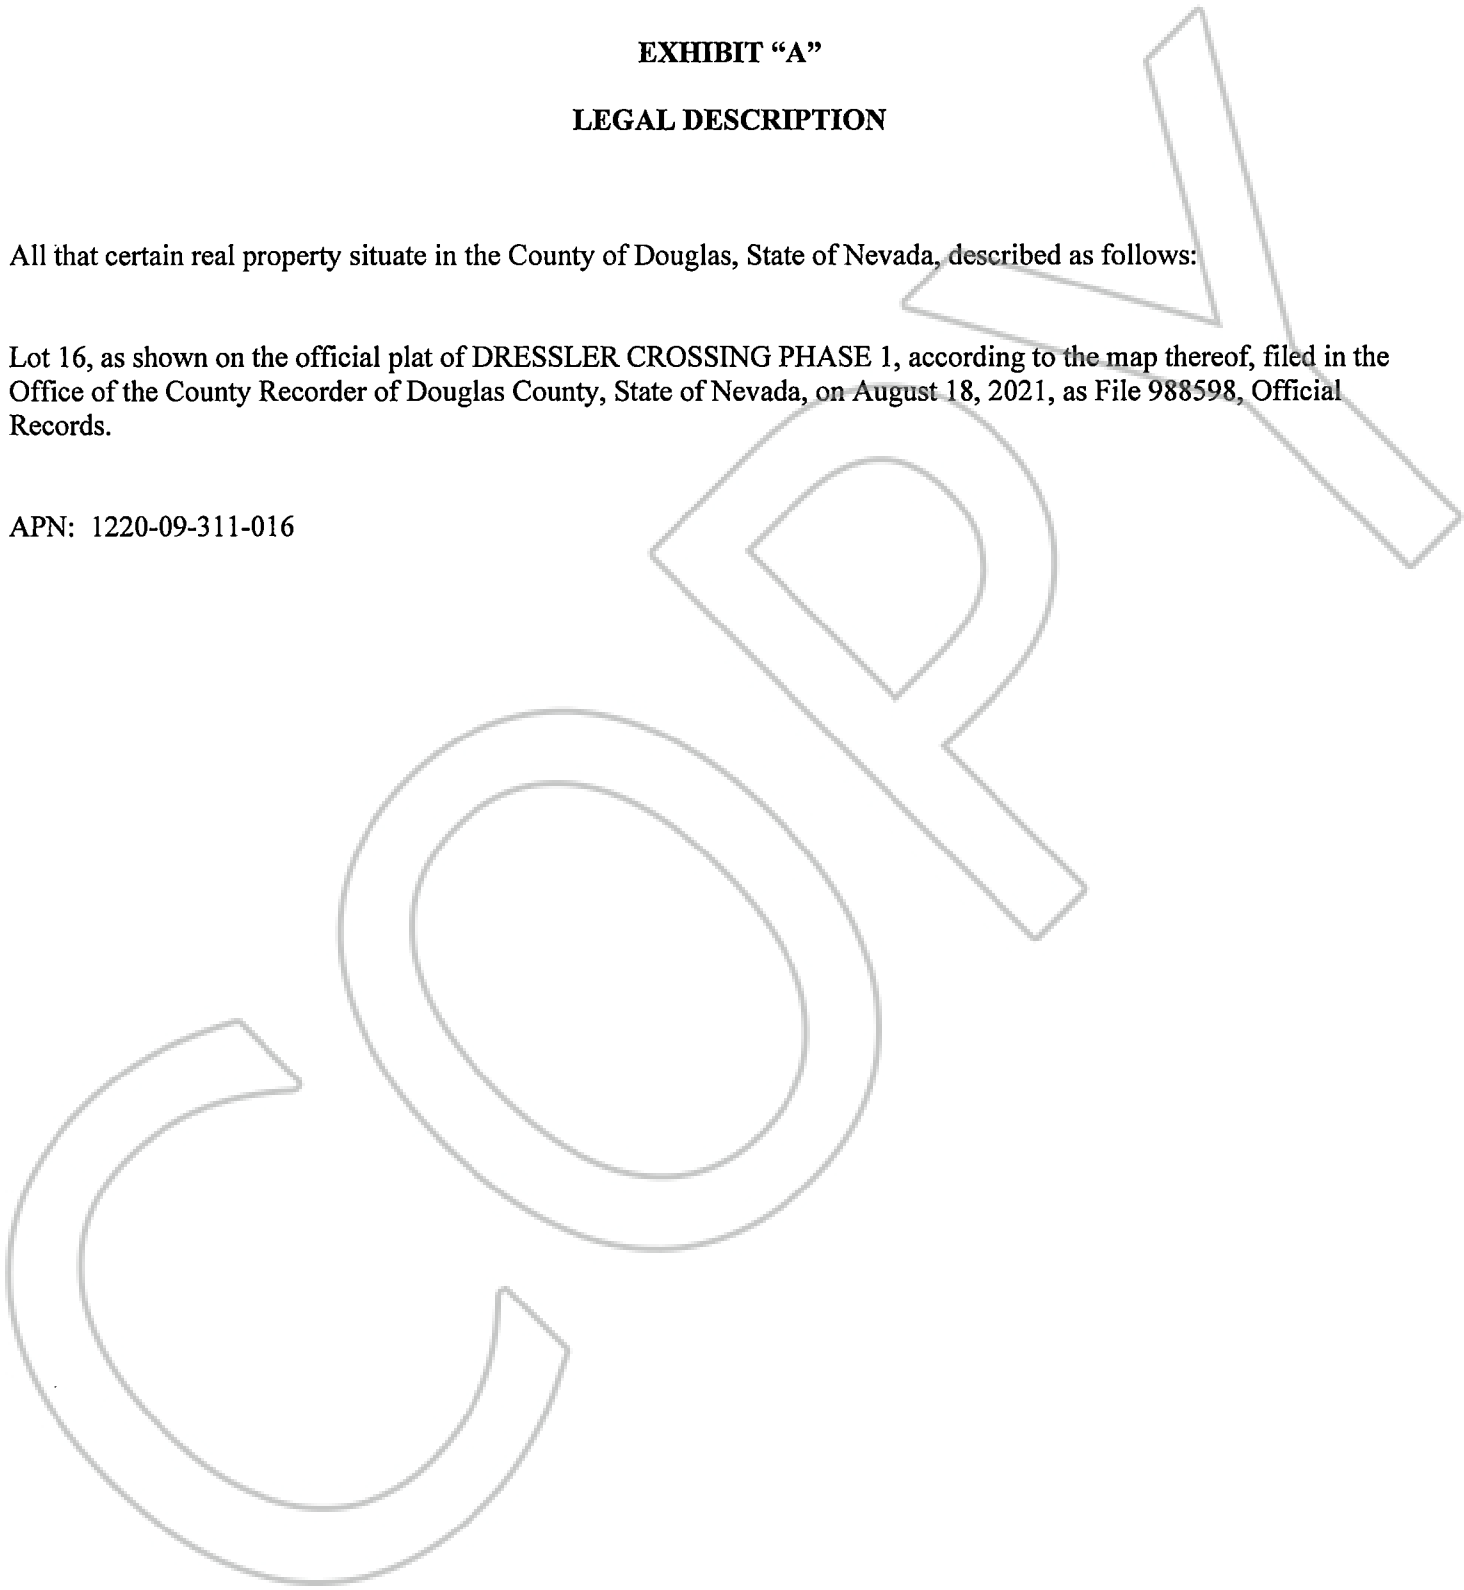 EXHIBIT “A”
LEGAL DESCRIPTION
All that certain real property situate in the County of Douglas, State of Nevada, described as follows:
Lot 16, as shown on the official plat of DRESSLER CROSSING PHASE 1, according to the map thereof, filed in the
Office of the County Recorder of Douglas County, State of Nevada, on August 18, 2021, as File 988598, Official
Records.
APN:  1220-09-311-016
COPY